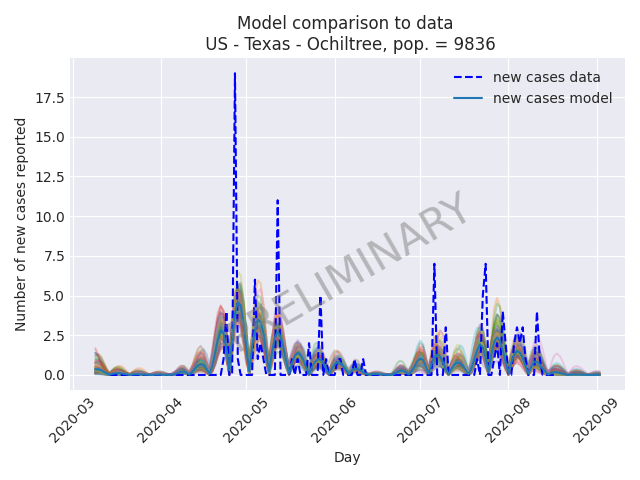 Model comparison to data
US - Texas - Ochiltree, pop. = 9836
new cases data
new cases model
Number of new cases reported
17.5
15.0
12.5
10.0
7.5
5.0
2.5
0.0
PRELIMINARY
2020-03
2020-04
2020-05
2020-06
2020-07
2020-08
2020-09
Day